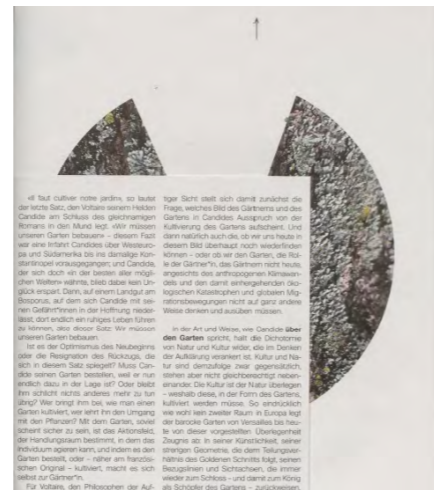 «Il faut cultiver notre jardin», so lautet
der letzte Satz, den Voltaire seinem Helden
Candide am Schluss des gleichnamigen
Romans in den Mund legt. «Wir müssen
unseren Garten bebauen» – diesem Fazit
war eine Irrfahrt Candides über Westeuro-
pa und Südamerika bis ins damalige Kon-
stantinopel vorausgegangen; und Candide,
der sich doch «in der besten aller mögli-
chen Welten» wähnte, blieb dabei kein Un-
glück erspart. Denn, auf einem Landgut am
Bosporus, auf dem sich Candide mit sei-
nen Gefährt*innen in der Hoffnung nieder-
lässt, dort endlich ein ruhiges Leben führen
zu können, also dieser Satz: Wir müssen
unseren Garten bebauen.
Ist es der Optimismus des Neubeginns
oder die Resignation des Rückzugs, die
sich in diesem Satz spiegelt? Muss Can-
dide seinen Garten bestellen, weil er nun
endlich dazu in der Lage ist? Oder bleibt
ihm schlicht nichts anderes mehr zu tun
übrig? Wer bringt ihm bei, wie man einen
Garten kultiviert, wer lehrt ihn den Umgang
mit den Pflanzen? Mit dem Garten, soviel
scheint sicher zu sein, ist das Aktionsfeld,
der Handlungsraum bestimmt, in dem das
Individuum agieren kann, und indem es den
Garten bestellt, oder – näher am französi-
schen Original – kultiviert, macht es sich
selbst zur Gärtner*in.
Für Voltaire, den Philosophen der Auf-
tiger Sicht stellt sich damit zunächst die
Frage, welches Bild des Gärtnerns und des
Gartens in Candides Ausspruch von der
Kultivierung des Gartens aufscheint. Und
dann natürlich auch die, ob wir uns heute in
diesem Bild überhaupt noch wiederfinden
können – oder ob wir den Garten, die Rol-
le der Gärtner*in, das Gärtnern nicht heute,
angesichts des anthropogenen Klimawan-
dels und den damit einhergehenden öko-
logischen Katastrophen und globalen Mig-
rationsbewegungen nicht auf ganz andere
Weise denken und ausüben müssen.
In der Art und Weise, wie Candide über
den Garten spricht, hallt die Dichotomie
von Natur und Kultur wider, die im Denken
der Aufklärung verankert ist. Kultur und Na-
tur sind demzufolge zwar gegensätzlich,
stehen aber nicht gleichberechtigt neben-
einander. Die Kultur ist der Natur überlegen
– weshalb diese, in der Form des Gartens,
kultiviert werden müsse. So eindrücklich
wie wohl kein zweiter Raum in Europa legt
der barocke Garten von Versailles bis heu-
te von dieser vorgestellten Überlegenheit
Zeugnis ab: in seiner Künstlichkeit, seiner
strengen Geometrie, die dem Teilungsver-
hältnis des Goldenen Schnitts folgt, seinen
Bezugslinien und Sichtachsen, die immer
wieder zum Schloss – und damit zum König
als Schöpfer des Gartens – zurückweisen.